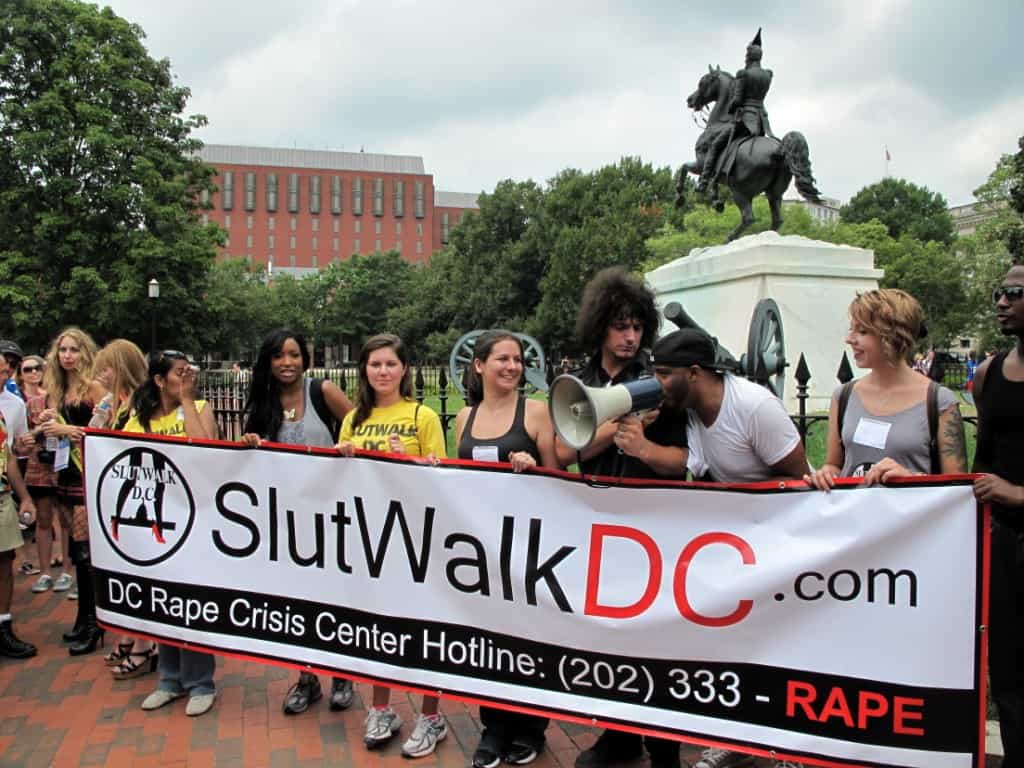 SLUTWALK
D.C.
SlutWalkDC.com
DC Rape Crisis Center Hotline: (202) 333 - RAPE
SLUTWALK
DC